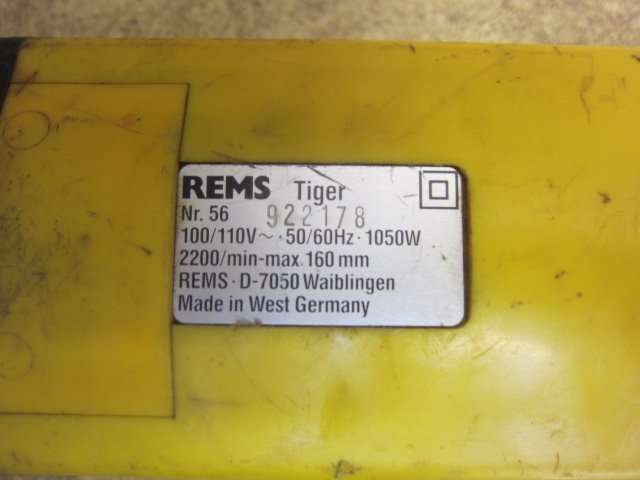 REMS Tiger
Nr. 56 922178
100/110V~ · 50/60Hz · 1050W
2200/min-max 160 mm
REMS · D-7050 Waiblingen
Made in West Germany